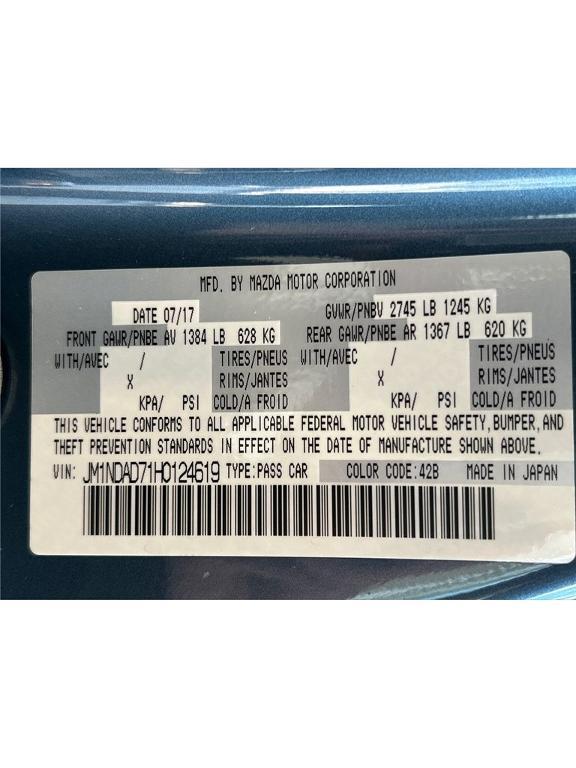 MFD. BY MAZDA MOTOR CORPORATION
DATE 07/17 GVWR/PNBV 2745 LB 1245 KG
FRONT GAWR/PNBE AV 1384 LB 628 KG REAR GAWR/PNBE AR 1367 LB 620 KG
WITH/AVEC / TIRES/PNEUS WITH/AVEC / TIRES/PNEUS
X RIMS/JANTES X RIMS/JANTES
KPA/ PSI COLD/A FROID KPA/ PSI COLD/A FROID
THIS VEHICLE CONFORMS TO ALL APPLICABLE FEDERAL MOTOR VEHICLE SAFETY, BUMPER, AND
THEFT PREVENTION STANDARDS IN EFFECT ON THE DATE OF MANUFACTURE SHOWN ABOVE.
VIN: JM1NDAD71H0124619 TYPE:PASS CAR COLOR CODE:42B MADE IN JAPAN